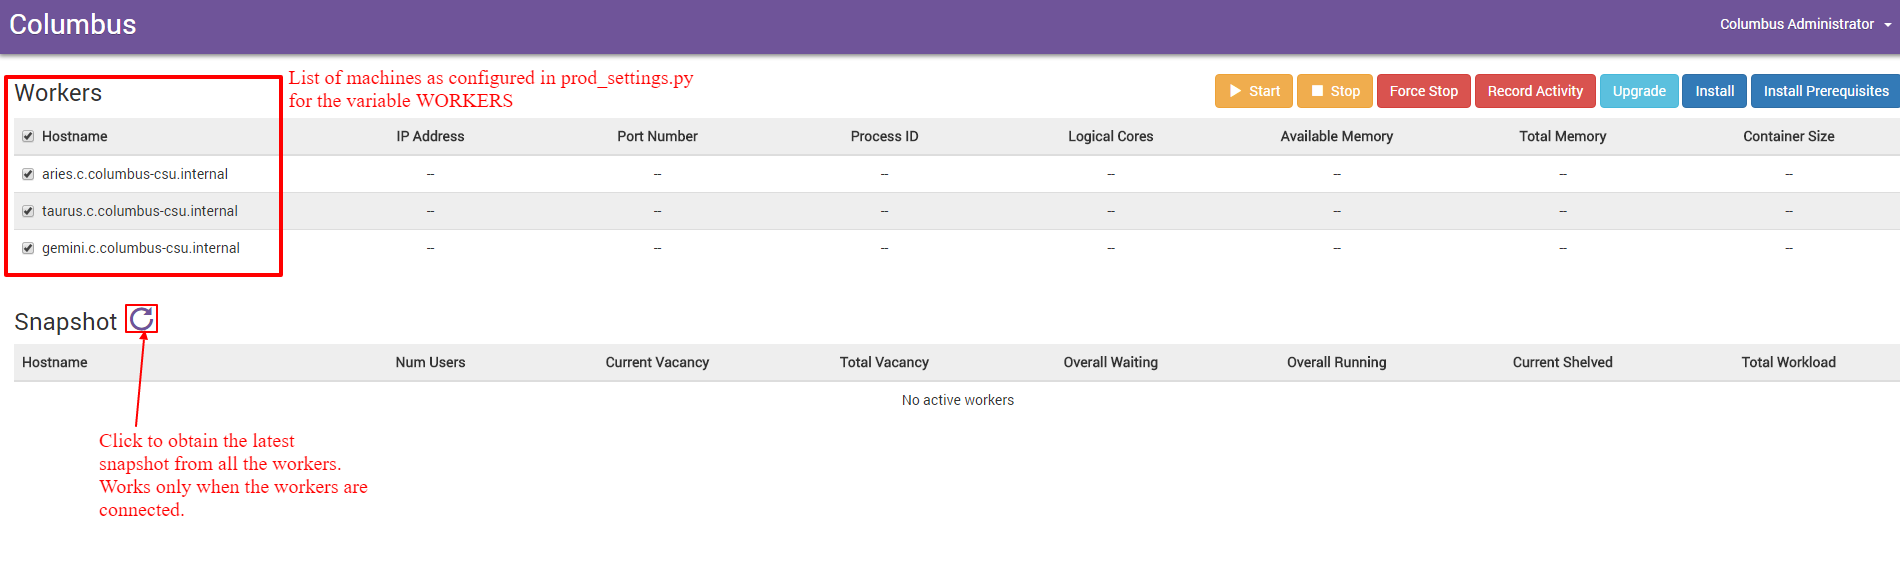 Columbus
Columbus Administrator
List of machines as configured in prod_settings.py
for the variable WORKERS
Workers
Start Stop Force Stop Record Activity Upgrade Install Install Prerequisites
Hostname IP Address Port Number Process ID Logical Cores Available Memory Total Memory Container Size
aries.c.columbus-csu.internal -- -- -- -- -- -- --
taurus.c.columbus-csu.internal -- -- -- -- -- -- --
gemini.c.columbus-csu.internal -- -- -- -- -- -- --
Snapshot
Hostname Num Users Current Vacancy Total Vacancy Overall Waiting Overall Running Current Shelved Total Workload
No active workers
Click to obtain the latest
snapshot from all the workers.
Works only when the workers are
connected.